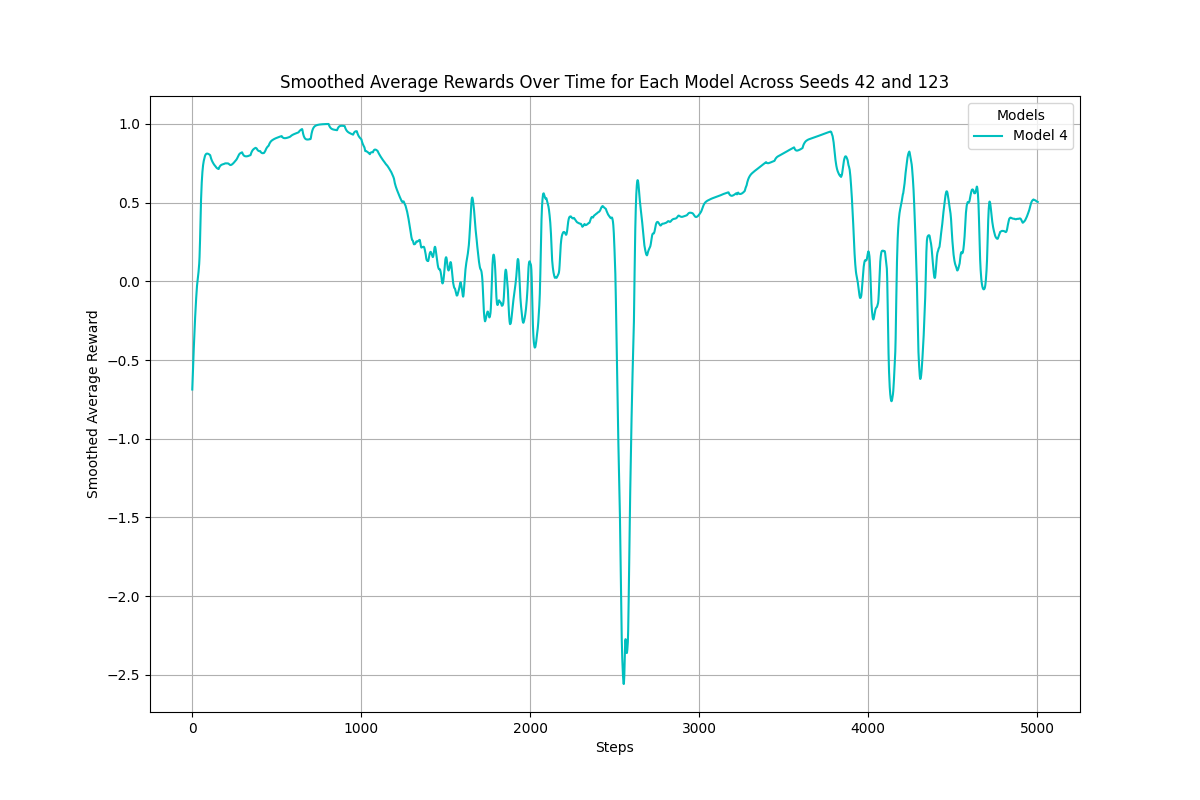 Smoothed Average Rewards Over Time for Each Model Across Seeds 42 and 123
Models
Model 4
Smoothed Average Reward
1.0
0.5
0.0
−0.5
−1.0
−1.5
−2.0
−2.5
0 1000 2000 3000 4000 5000
Steps